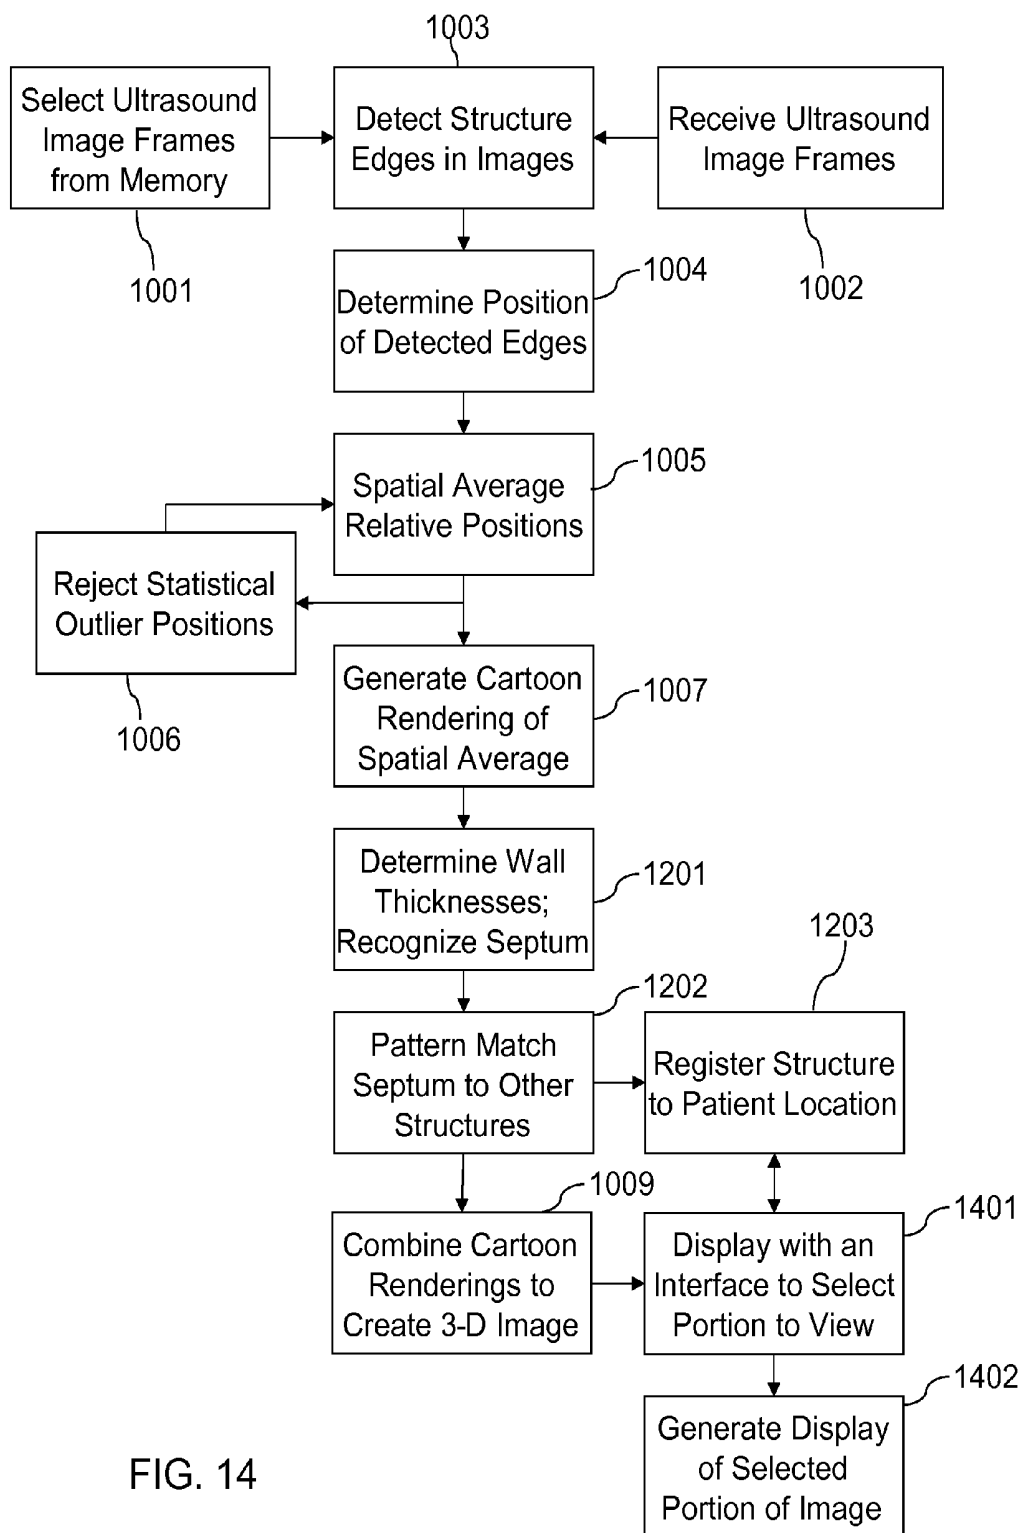 1003
Select Ultrasound
Image Frames
from Memory
Detect Structure
Edges in Images
Receive Ultrasound
Image Frames
1001
1002
1004
Determine Position
of Detected Edges
1005
Spatial Average
Relative Positions
Reject Statistical
Outlier Positions
1006
Generate Cartoon
Rendering of
Spatial Average
1007
Determine Wall
Thicknesses;
Recognize Septum
1201
1203
1202
Pattern Match
Septum to Other
Structures
Register Structure
to Patient Location
1009
1401
Combine Cartoon
Renderings to
Create 3-D Image
Display with an
Interface to Select
Portion to View
1402
Generate Display
of Selected
Portion of Image
FIG. 14